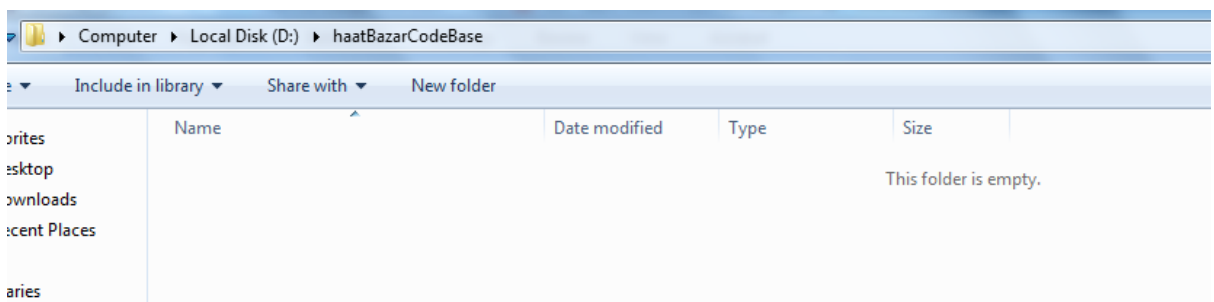 Computer ▸ Local Disk (D:) ▸ haatBazarCodeBase
Include in library Share with New folder
Name Date modified Type Size
This folder is empty.